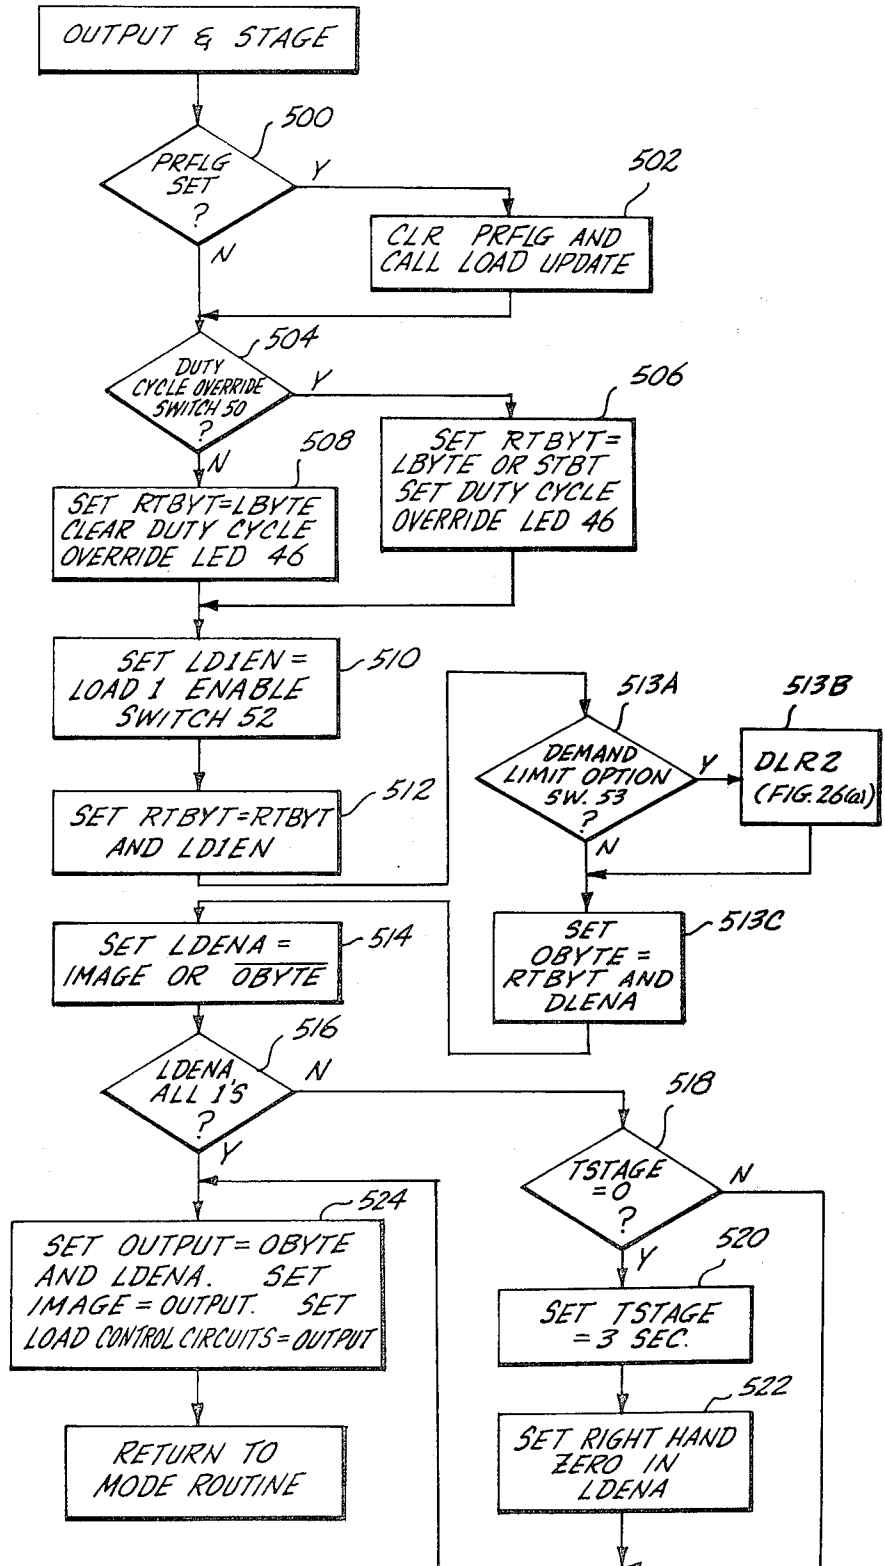 OUTPUT & STAGE
500
PRFLG
SET
?
Y
N
502
CLR PRFLG AND
CALL LOAD UPDATE
504
DUTY
CYCLE OVERRIDE
SWITCH 50
?
Y
N
506
SET RTBYT=
LBYTE OR STBT
SET DUTY CYCLE
OVERRIDE LED 46
508
SET RTBYT=LBYTE
CLEAR DUTY CYCLE
OVERRIDE LED 46
510
SET LD1EN =
LOAD 1 ENABLE
SWITCH 52
512
SET RTBYT=RTBYT
AND LD1EN
513A
DEMAND
LIMIT OPTION
SW. 53
?
Y
N
513B
DLR2
(FIG. 26(a))
513C
SET
OBYTE =
RTBYT AND
DLENA
514
SET LDENA =
IMAGE OR OBYTE
516
LDENA,
ALL 1'S
?
N
Y
518
TSTAGE
=0
?
N
Y
520
SET TSTAGE
= 3 SEC.
522
SET RIGHT HAND
ZERO IN
LDENA
524
SET OUTPUT = OBYTE
AND LDENA. SET
IMAGE = OUTPUT. SET
LOAD CONTROL CIRCUITS = OUTPUT
RETURN TO
MODE ROUTINE